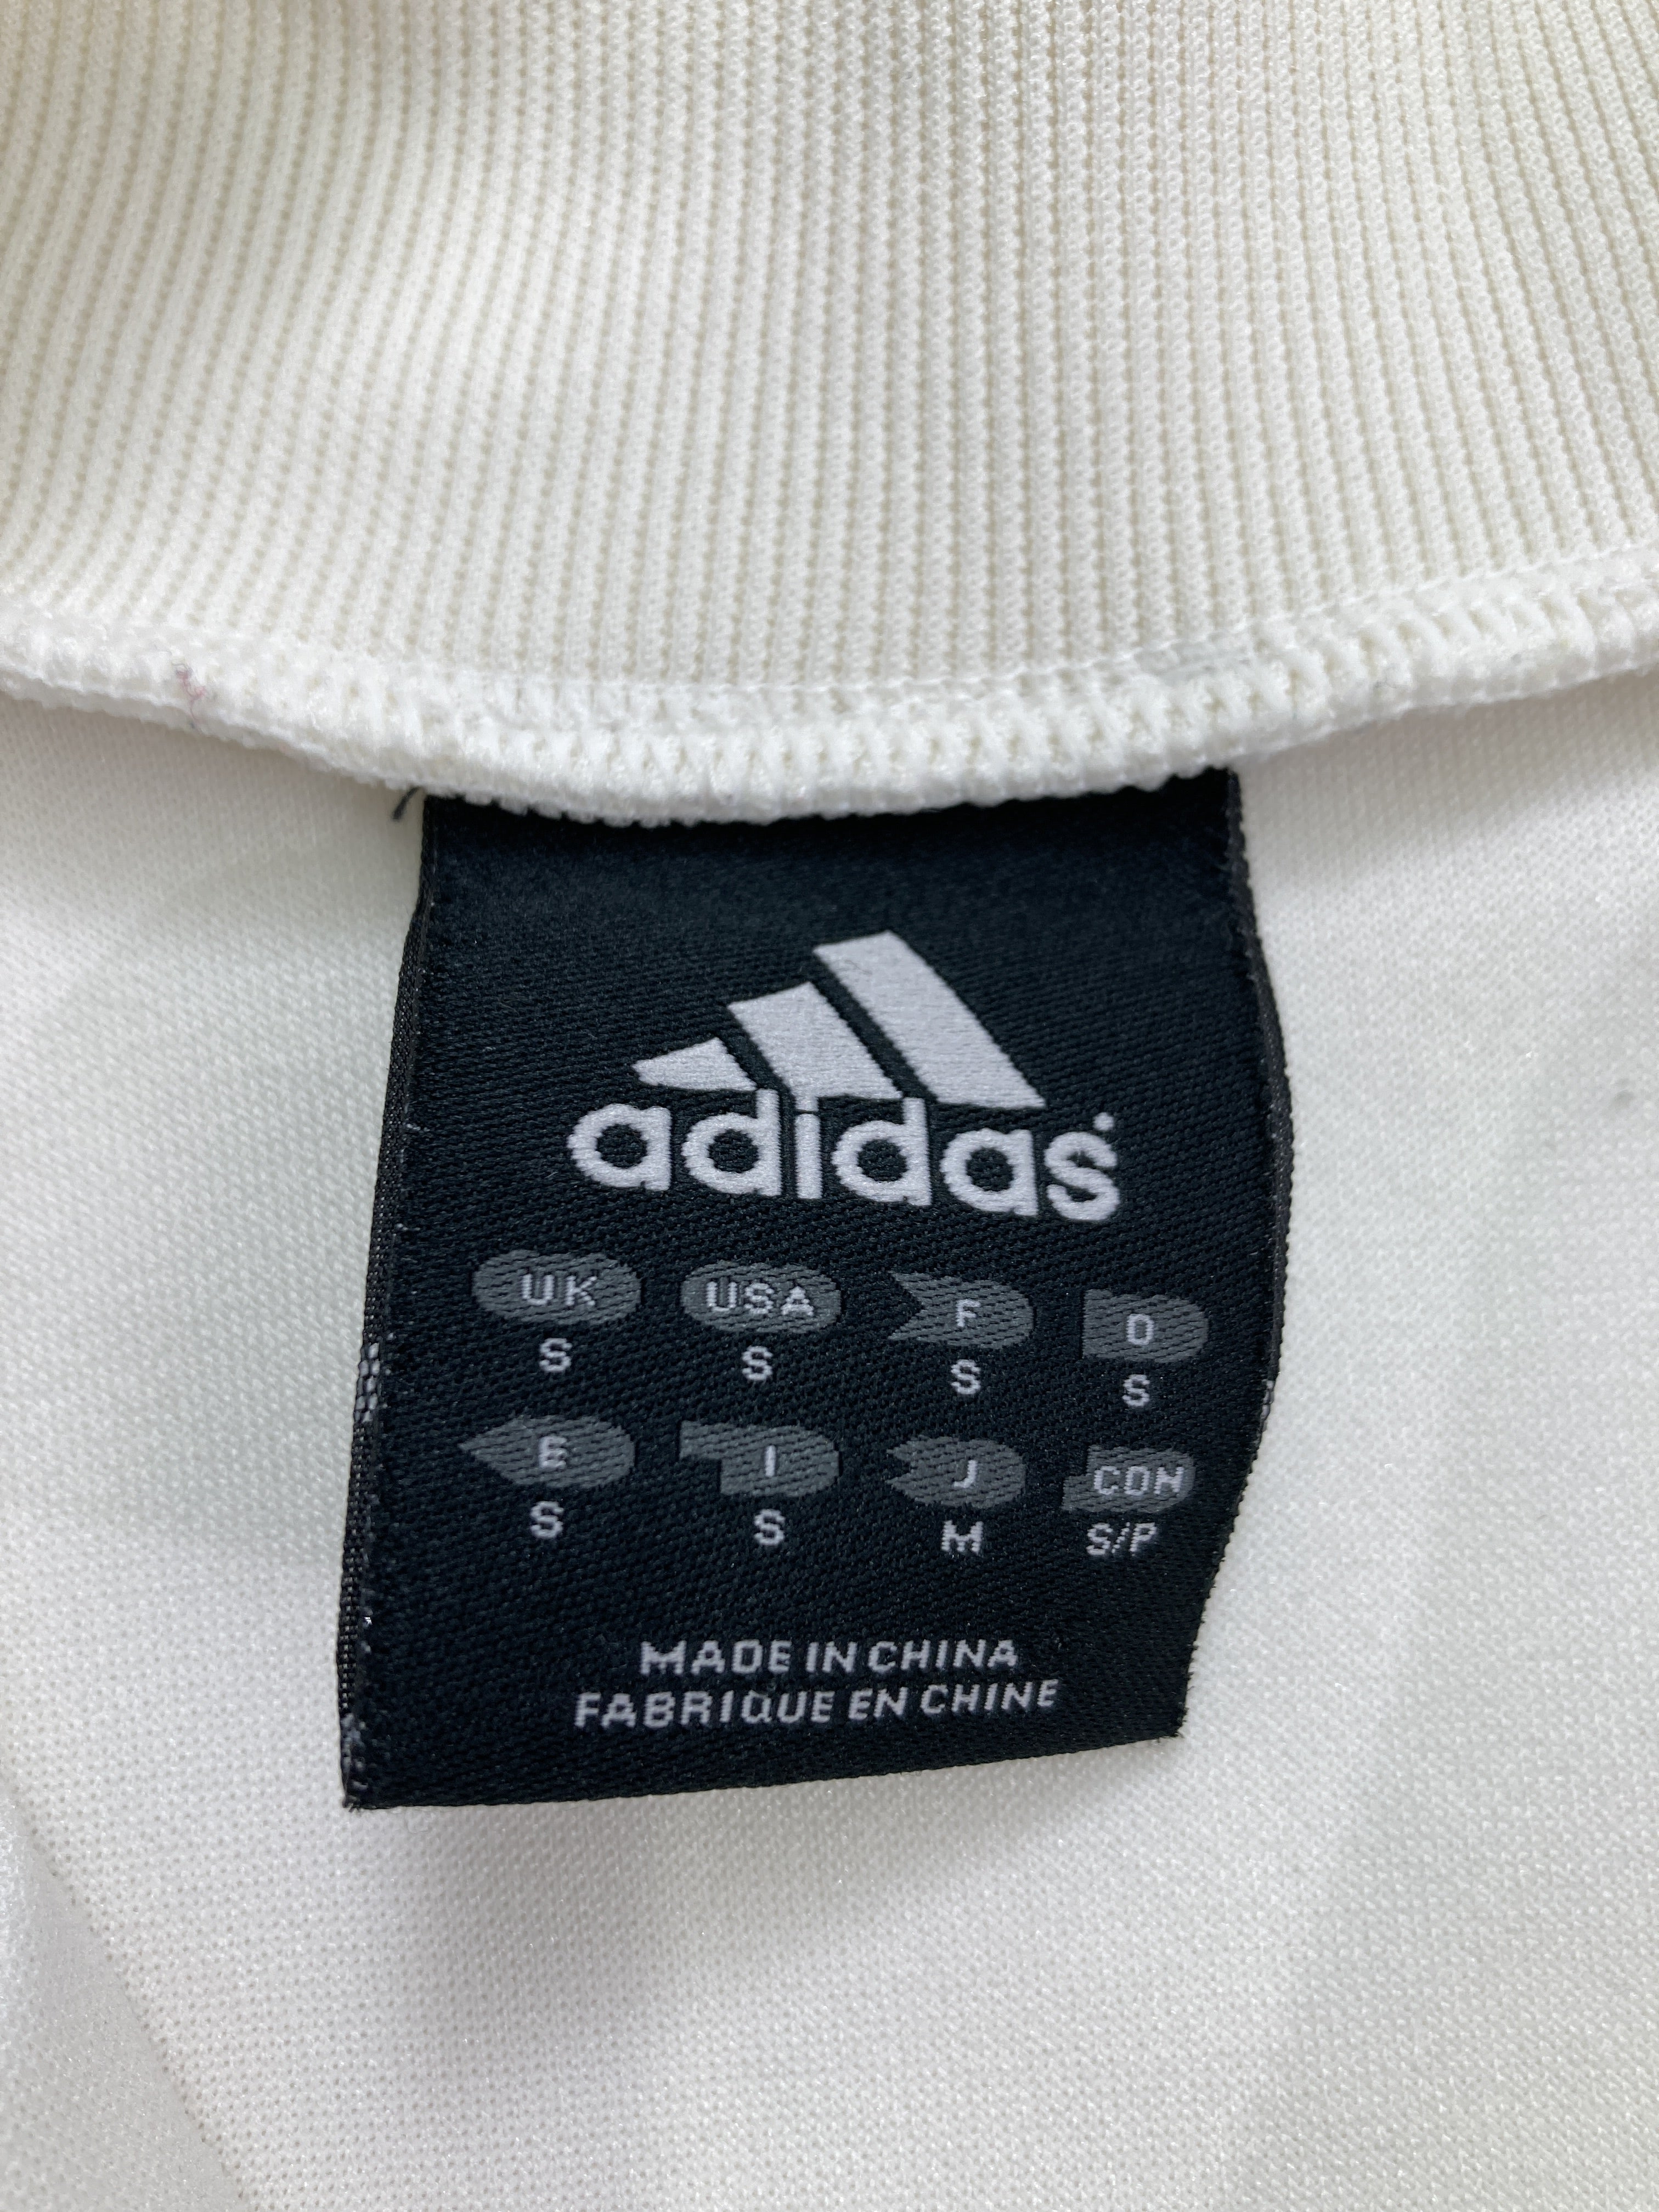 adidas
UK USA F D
S S S S
E I J CDN
S S M S/P
MADE IN CHINA
FABRIQUE EN CHINE